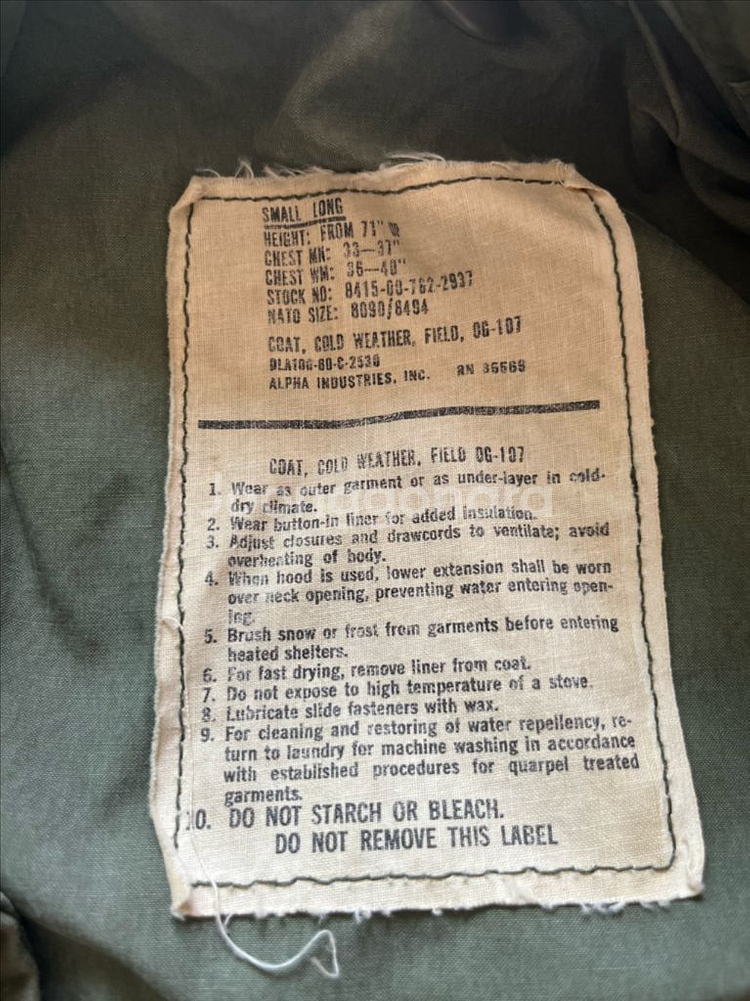 SMALL LONG
HEIGHT: FROM 71" UP
CHEST MN: 33—37"
CHEST WM: 36—40"
STOCK NO: 8415-00-782-2937
NATO SIZE: 8090/8494
COAT, COLD WEATHER, FIELD, OG-107
DLA100-80-C-2530
ALPHA INDUSTRIES, INC. RN 35569
COAT, COLD WEATHER, FIELD OG-107
1. Wear as outer garment or as under-layer in cold-
dry climate.
2. Wear button-in liner for added insulation.
3. Adjust closures and drawcords to ventilate; avoid
overheating of body.
4. When hood is used, lower extension shall be worn
over neck opening, preventing water entering open-
ing.
5. Brush snow or frost from garments before entering
heated shelters.
6. For fast drying, remove liner from coat.
7. Do not expose to high temperature of a stove.
8. Lubricate slide fasteners with wax.
9. For cleaning and restoring of water repellency, re-
turn to laundry for machine washing in accordance
with established procedures for quarpel treated
garments.
10. DO NOT STARCH OR BLEACH.
DO NOT REMOVE THIS LABEL